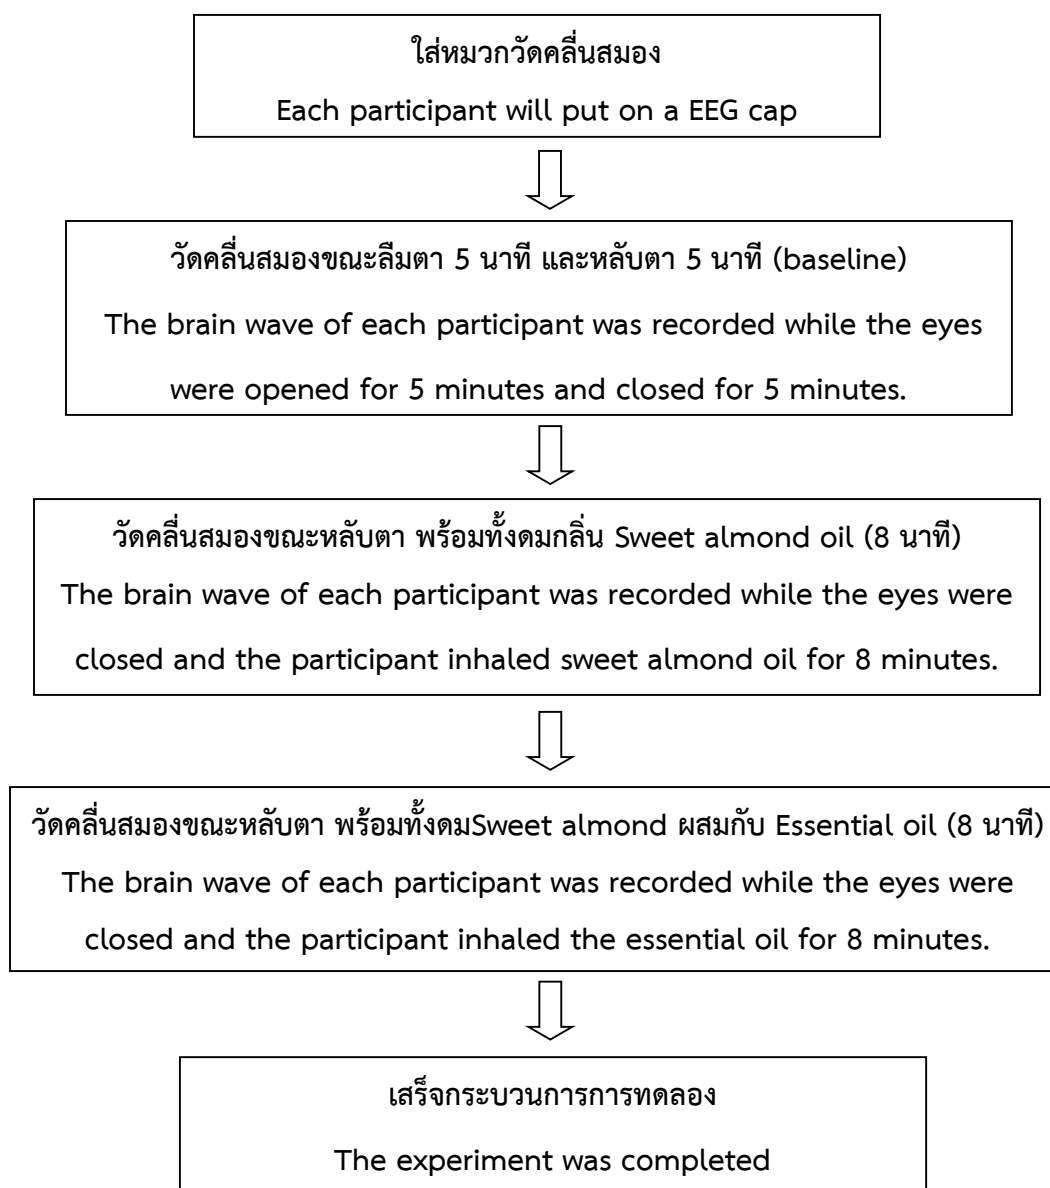 ใส่หมวกวัดคลื่นสมอง
Each participant will put on a EEG cap
วัดคลื่นสมองขณะลืมตา 5 นาที และหลับตา 5 นาที (baseline)
The brain wave of each participant was recorded while the eyes
were opened for 5 minutes and closed for 5 minutes.
วัดคลื่นสมองขณะหลับตา พร้อมทั้งดมกลิ่น Sweet almond oil (8 นาที)
The brain wave of each participant was recorded while the eyes were
closed and the participant inhaled sweet almond oil for 8 minutes.
วัดคลื่นสมองขณะหลับตา พร้อมทั้งดมSweet almond ผสมกับ Essential oil (8 นาที)
The brain wave of each participant was recorded while the eyes were
closed and the participant inhaled the essential oil for 8 minutes.
เสร็จกระบวนการการทดลอง
The experiment was completed